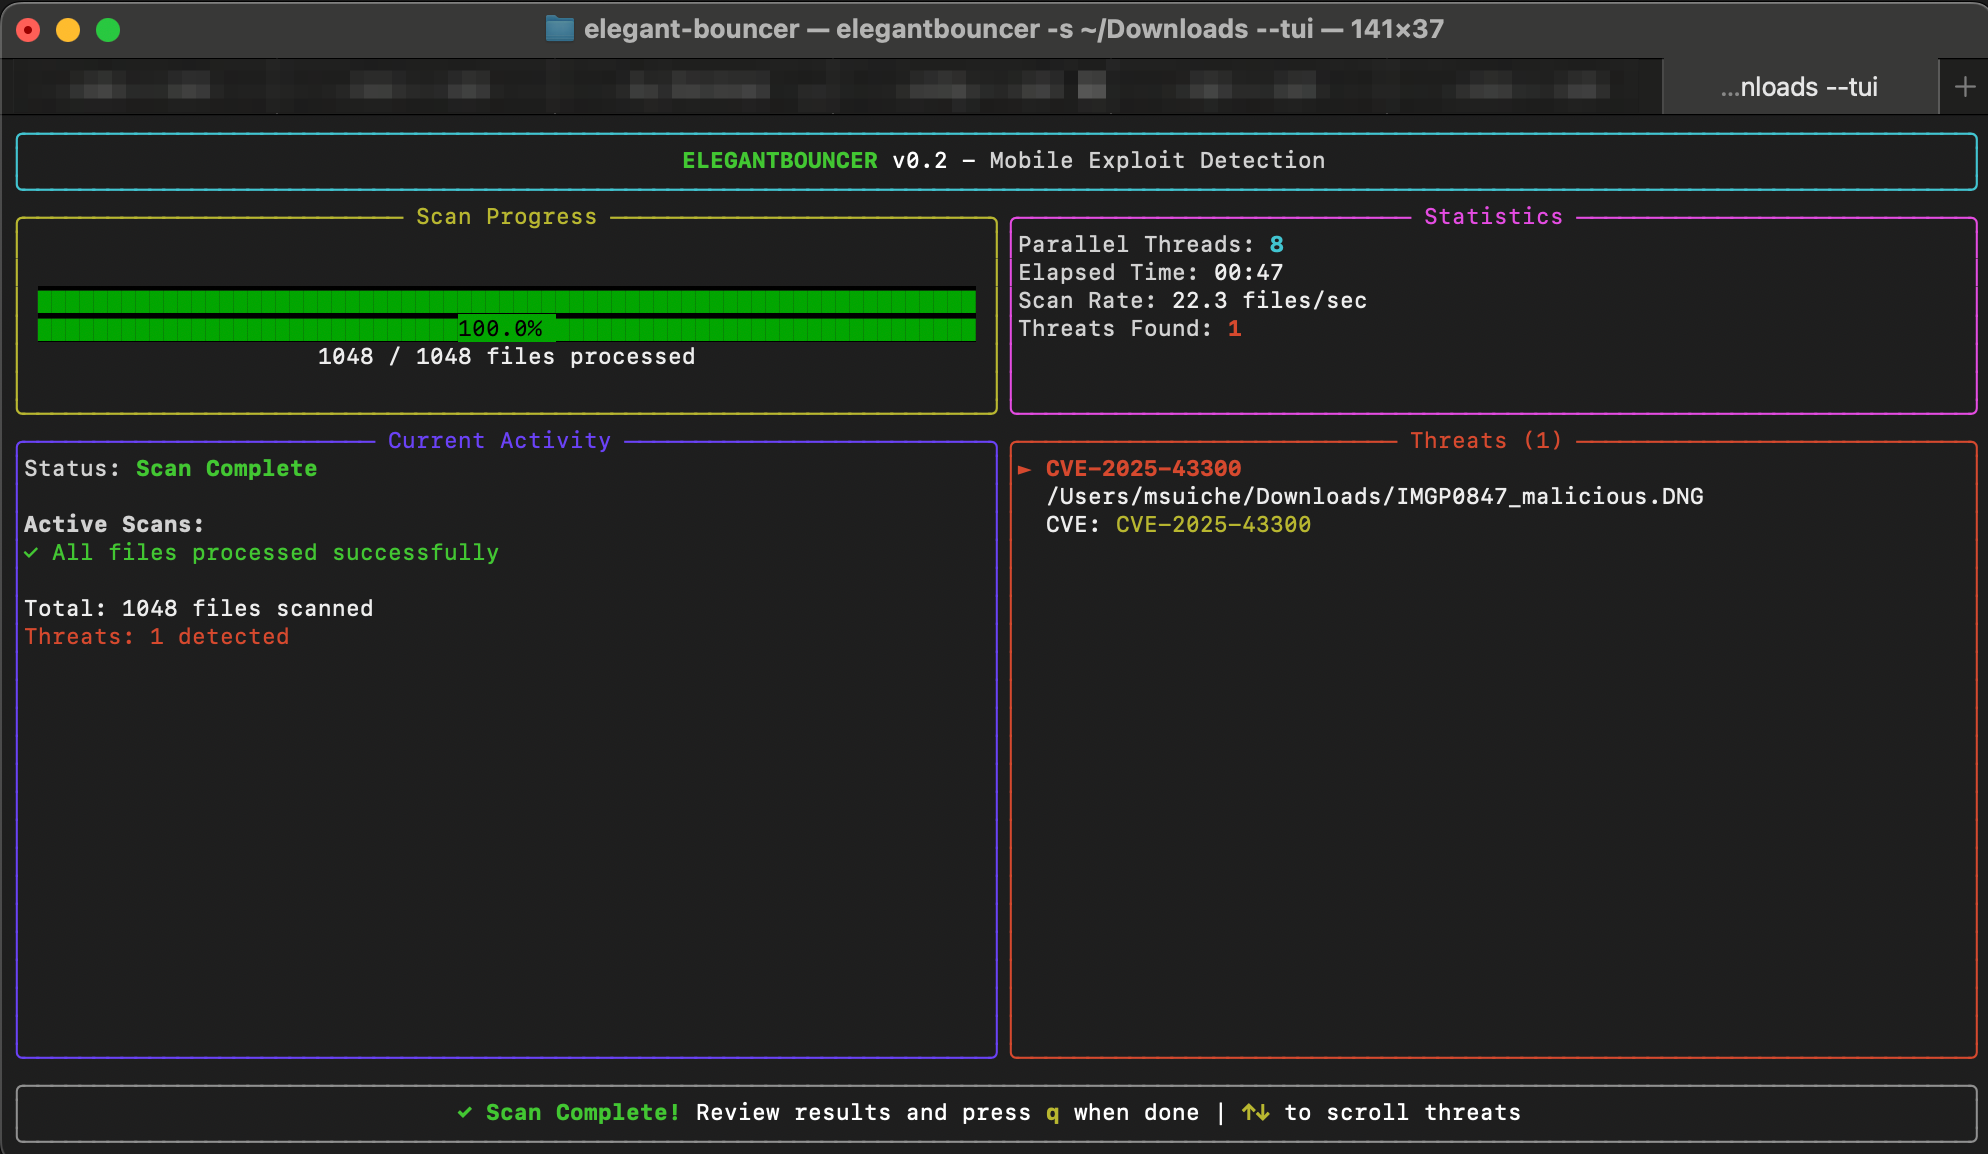 elegant-bouncer — elegantbouncer -s ~/Downloads --tui — 141×37
...nloads --tui
ELEGANTBOUNCER v0.2 – Mobile Exploit Detection
Scan Progress
100.0%
1048 / 1048 files processed
Statistics
Parallel Threads: 8
Elapsed Time: 00:47
Scan Rate: 22.3 files/sec
Threats Found: 1
Current Activity
Status: Scan Complete
Active Scans:
✓ All files processed successfully
Total: 1048 files scanned
Threats: 1 detected
Threats (1)
► CVE-2025-43300
/Users/msuiche/Downloads/IMGP0847_malicious.DNG
CVE: CVE-2025-43300
✓ Scan Complete! Review results and press q when done | ↑↓ to scroll threats